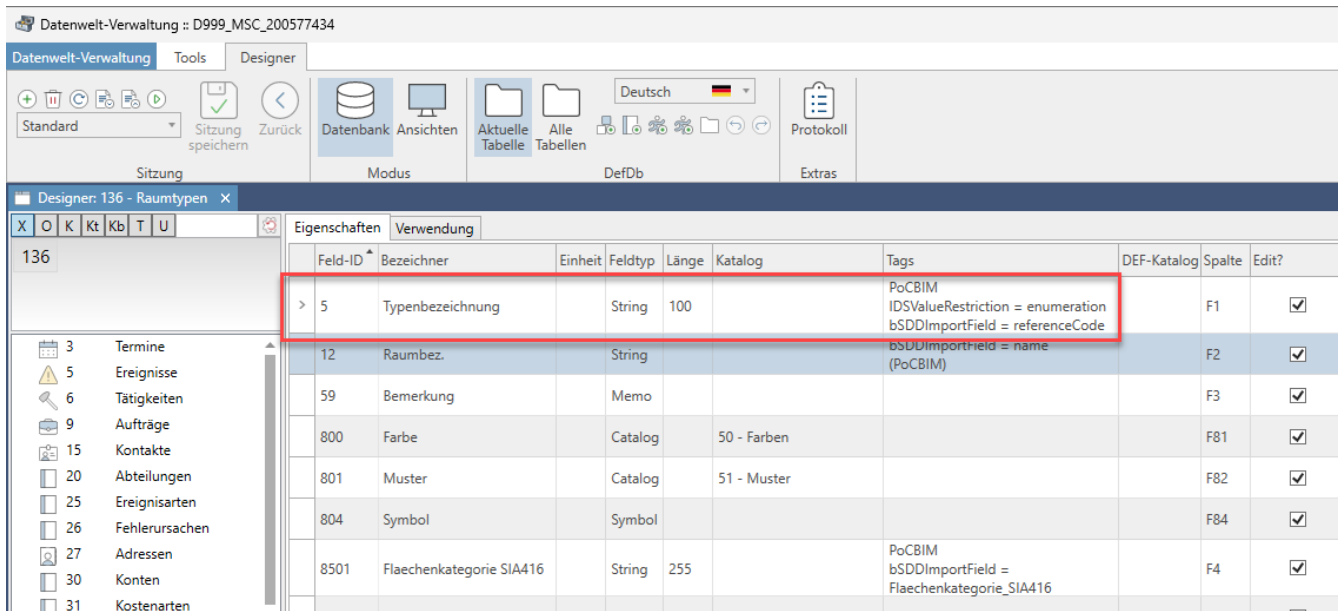 Datenwelt-Verwaltung :: D999_MSC_200577434
Datenwelt-Verwaltung Tools Designer
Standard
Sitzung speichern
Zurück
Sitzung
Datenbank Ansichten
Modus
Aktuelle Tabelle
Alle Tabellen
Deutsch
DefDb
Protokoll
Extras
Designer: 136 - Raumtypen X
X O K Kt Kb T U
136
3 Termine
5 Ereignisse
6 Tätigkeiten
9 Aufträge
15 Kontakte
20 Abteilungen
25 Ereignisarten
26 Fehlerursachen
27 Adressen
30 Konten
31 Kostenarten
Eigenschaften Verwendung
Feld-ID Bezeichner Einheit Feldtyp Länge Katalog Tags DEF-Katalog Spalte Edit?
5 Typenbezeichnung String 100 PoCBIM
IDSValueRestriction = enumeration
bSDDImportField = referenceCode
F1
12 Raumbez. String bSDDImportField = name
(PoCBIM)
F2
59 Bemerkung Memo F3
800 Farbe Catalog 50 - Farben F81
801 Muster Catalog 51 - Muster F82
804 Symbol Symbol F84
8501 Flaechenkategorie SIA416 String 255 PoCBIM
bSDDImportField =
Flaechenkategorie_SIA416
F4